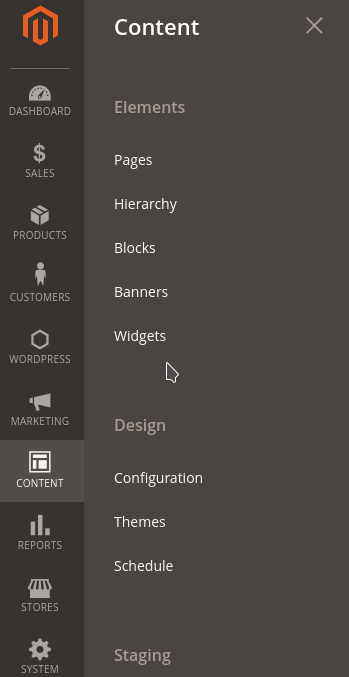 DASHBOARD
SALES
PRODUCTS
CUSTOMERS
WORDPRESS
MARKETING
CONTENT
REPORTS
STORES
SYSTEM
Content
Elements
Pages
Hierarchy
Blocks
Banners
Widgets
Design
Configuration
Themes
Schedule
Staging